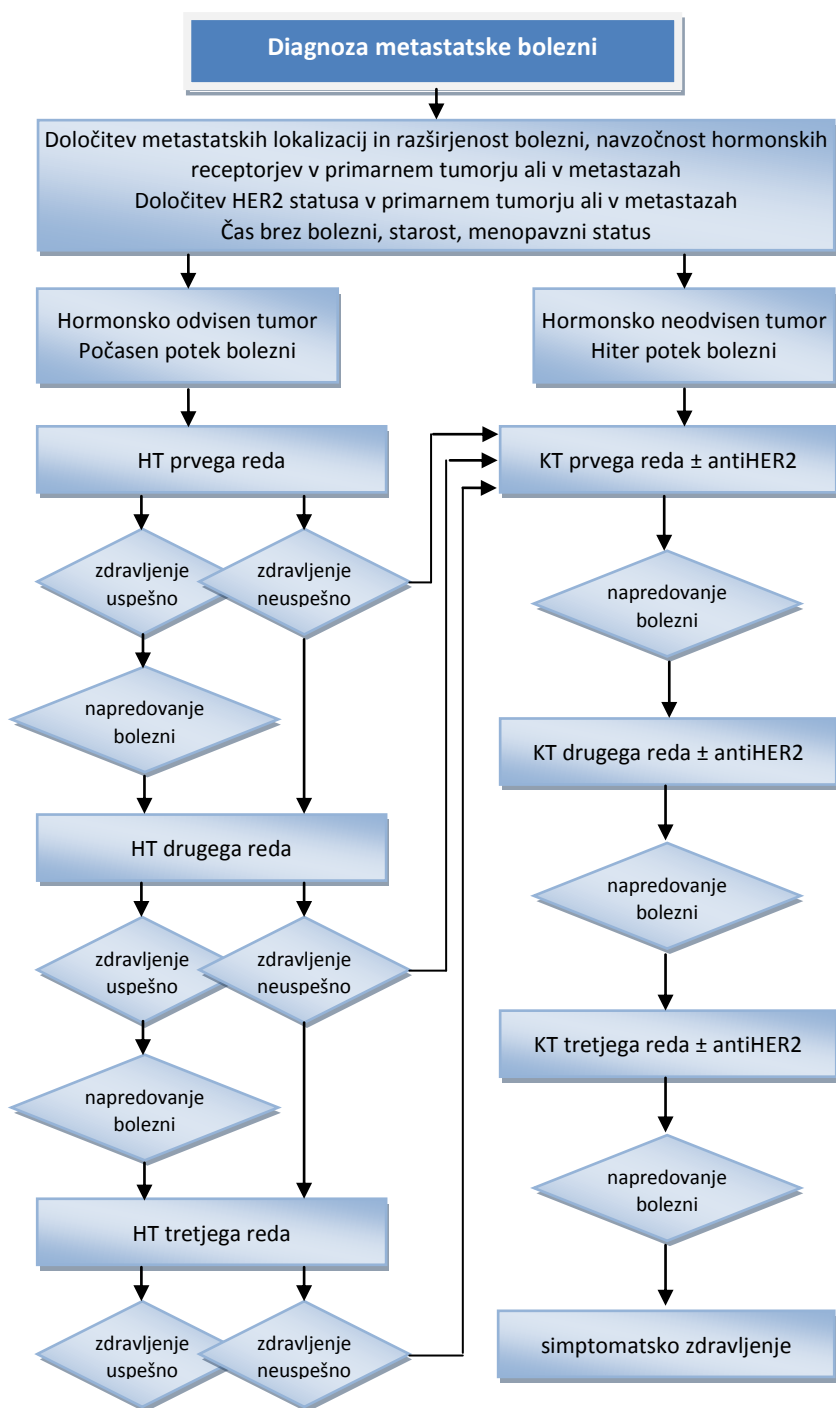 Diagnoza metastatske bolezni
Določitev metastatskih lokalizacij in razširjenost bolezni, navzočnost hormonskih
receptorjev v primarnem tumorju ali v metastazah
Določitev HER2 statusa v primarnem tumorju ali v metastazah
Čas brez bolezni, starost, menopavzni status
Hormonsko odvisen tumor
Počasen potek bolezni
Hormonsko neodvisen tumor
Hiter potek bolezni
HT prvega reda
KT prvega reda ± antiHER2
zdravljenje
uspešno
zdravljenje
neuspešno
napredovanje
bolezni
napredovanje
bolezni
KT drugega reda ± antiHER2
HT drugega reda
napredovanje
bolezni
zdravljenje
uspešno
zdravljenje
neuspešno
KT tretjega reda ± antiHER2
napredovanje
bolezni
napredovanje
bolezni
HT tretjega reda
zdravljenje
uspešno
zdravljenje
neuspešno
simptomatsko zdravljenje